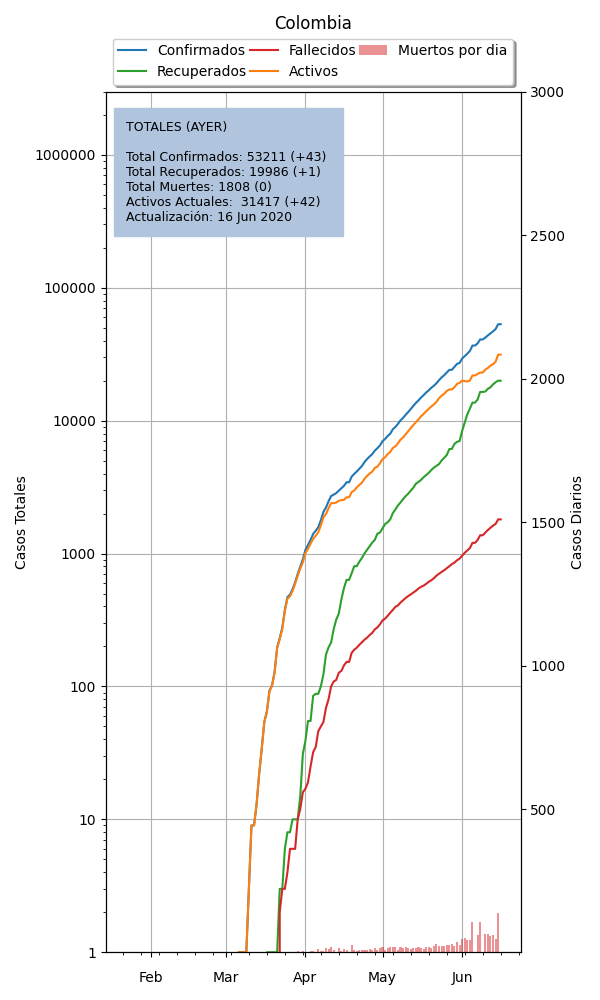 Colombia
Confirmados
Fallecidos
Muertos por dia
Recuperados
Activos
TOTALES (AYER)
Total Confirmados: 53211 (+43)
Total Recuperados: 19986 (+1)
Total Muertes: 1808 (0)
Activos Actuales:  31417 (+42)
Actualización: 16 Jun 2020
1000000
100000
10000
1000
100
10
1
Casos Totales
3000
2500
2000
1500
1000
500
Casos Diarios
Feb
Mar
Apr
May
Jun